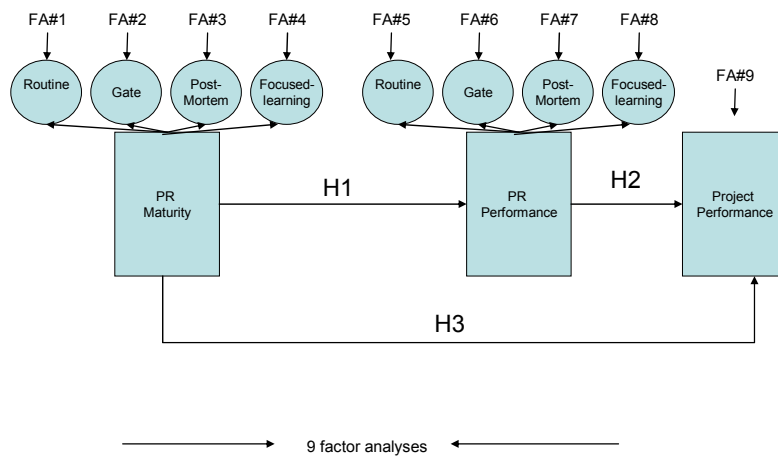 FA#1 FA#2 FA#3 FA#4 FA#5 FA#6 FA#7 FA#8
FA#9
Routine
Gate
Post-
Mortem
Focused-
learning
Routine
Gate
Post-
Mortem
Focused-
learning
PR
Maturity
H1
PR
Performance
H2
Project
Performance
H3
9 factor analyses